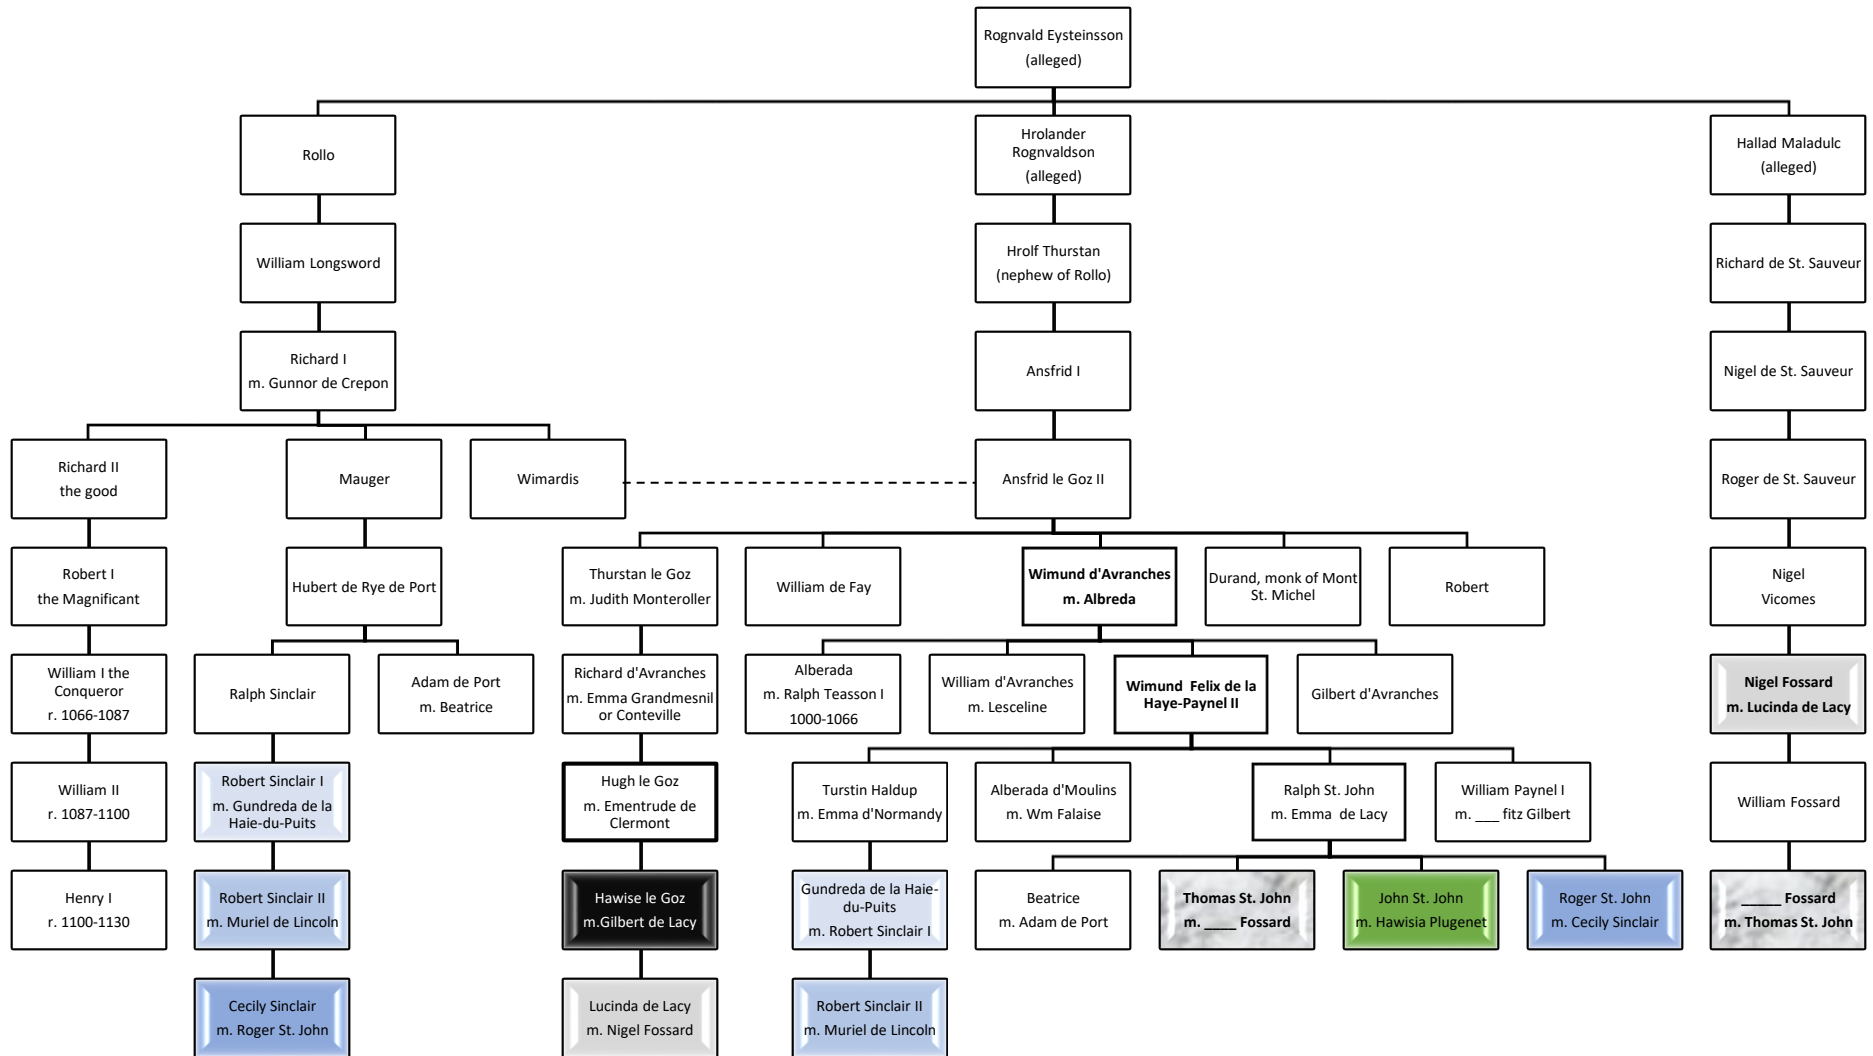 Rognvald Eysteinsson
(alleged)
Rollo
Hrolander
Rognvaldson
(alleged)
Hallad Maladulc
(alleged)
William Longsword
Hrolf Thurstan
(nephew of Rollo)
Richard de St. Sauveur
Richard I
m. Gunnor de Crepon
Ansfrid I
Nigel de St. Sauveur
Richard II
the good
Mauger
Wimardis
Ansfrid le Goz II
Roger de St. Sauveur
Robert I
the Magnificant
Hubert de Rye de Port
Thurstan le Goz
m. Judith Monteroller
William de Fay
Wimund d'Avranches
m. Albreda
Durand, monk of Mont
St. Michel
Robert
Nigel
Vicomes
William I the
Conqueror
r. 1066-1087
Ralph Sinclair
Adam de Port
m. Beatrice
Richard d'Avranches
m. Emma Grandmesnil
or Conteville
Alberada
m. Ralph Teasson I
1000-1066
William d'Avranches
m. Lesceline
Wimund Felix de la
Haye-Paynel II
Gilbert d'Avranches
Nigel Fossard
m. Lucinda de Lacy
William II
r. 1087-1100
Robert Sinclair I
m. Gundreda de la
Haie-du-Puits
Hugh le Goz
m. Ementrude de
Clermont
Turstin Haldup
m. Emma d'Normandy
Alberada d'Moulins
m. Wm Falaise
Ralph St. John
m. Emma de Lacy
William Paynel I
m. ___ fitz Gilbert
William Fossard
Henry I
r. 1100-1130
Robert Sinclair II
m. Muriel de Lincoln
Hawise le Goz
m.Gilbert de Lacy
Gundreda de la Haie-
du-Puits
m. Robert Sinclair I
Beatrice
m. Adam de Port
Thomas St. John
m. ____ Fossard
John St. John
m. Hawisia Plugenet
Roger St. John
m. Cecily Sinclair
_____ Fossard
m. Thomas St. John
Cecily Sinclair
m. Roger St. John
Lucinda de Lacy
m. Nigel Fossard
Robert Sinclair II
m. Muriel de Lincoln